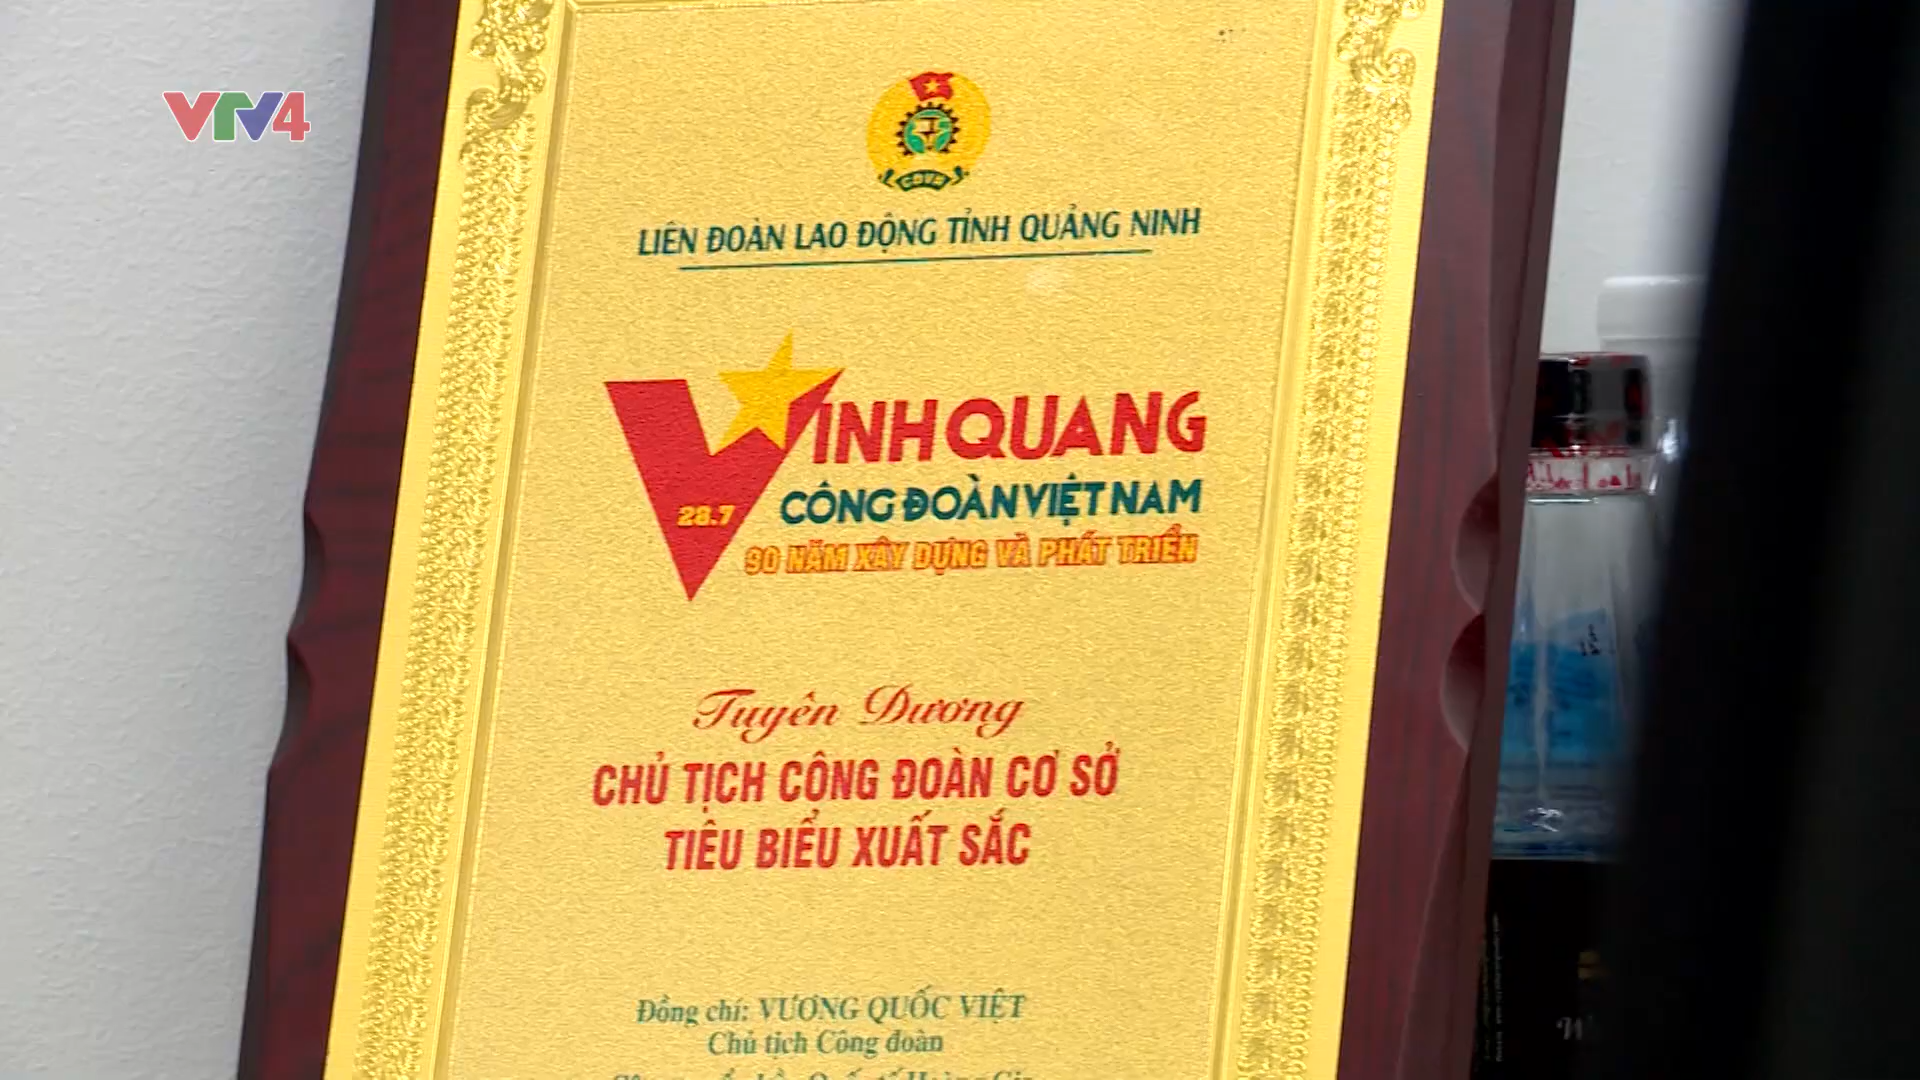 VTV4
CĐVN
LIÊN ĐOÀN LAO ĐỘNG TỈNH QUẢNG NINH
VINH QUANG
28.7
CÔNG ĐOÀN VIỆT NAM
90 NĂM XÂY DỰNG VÀ PHÁT TRIỂN
Tuyên Dương
CHỦ TỊCH CÔNG ĐOÀN CƠ SỞ
TIÊU BIỂU XUẤT SẮC
Đồng chí: VƯƠNG QUỐC VIỆT
Chủ tịch Công đoàn